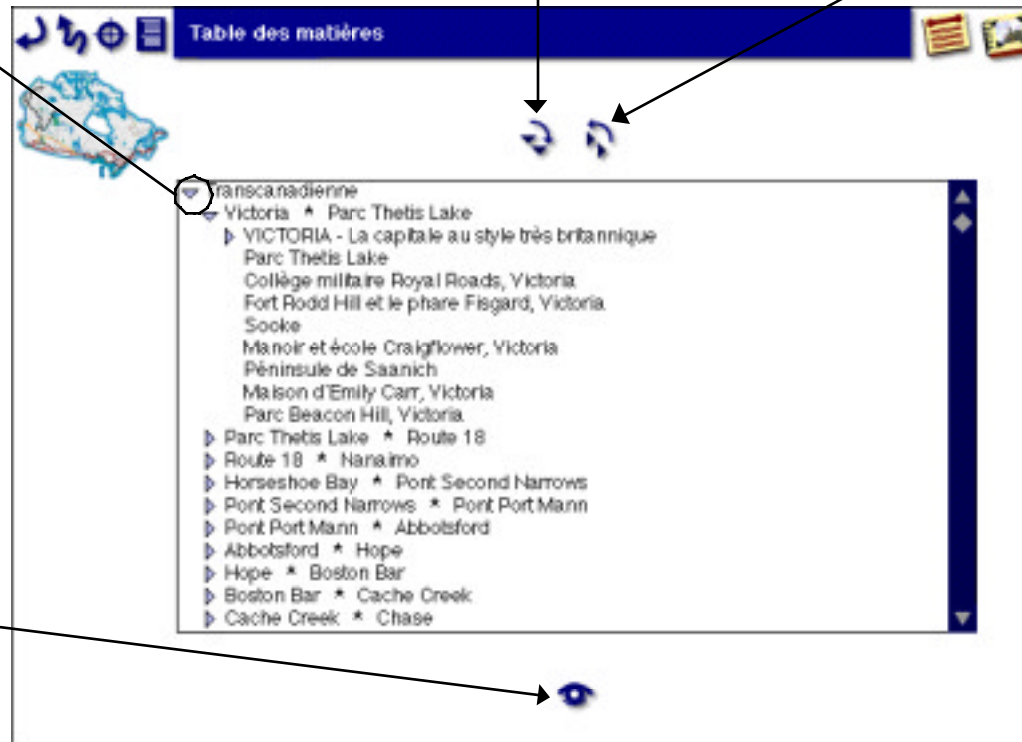 Table des matières
Transcanadienne
Victoria * Parc Thetis Lake
VICTORIA - La capitale au style très britannique
Parc Thetis Lake
Collège militaire Royal Roads, Victoria
Fort Rodd Hill et le phare Fisgard, Victoria
Sooke
Manoir et école Craigflower, Victoria
Péninsule de Saanich
Maison d'Emily Carr, Victoria
Parc Beacon Hill, Victoria
Parc Thetis Lake * Route 18
Route 18 * Nanaimo
Horseshoe Bay * Pont Second Narrows
Pont Second Narrows * Pont Port Mann
Pont Port Mann * Abbotsford
Abbotsford * Hope
Hope * Boston Bar
Boston Bar * Cache Creek
Cache Creek * Chase